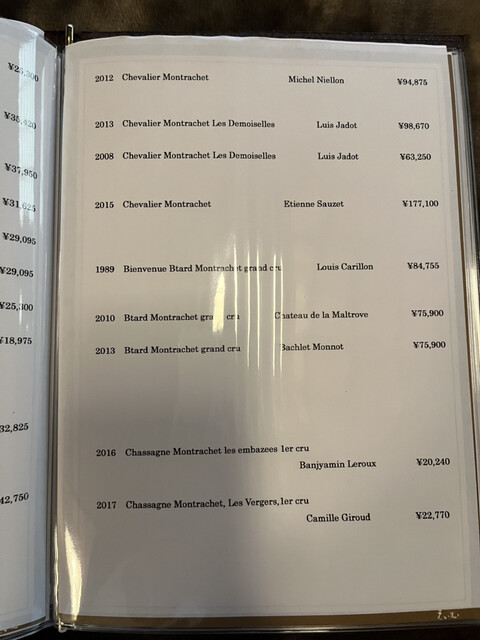 ¥35,420
¥37,950
¥31,625
¥29,095
¥29,095
¥25,300
¥18,975
32,825
42,750
2012 Chevalier Montrachet Michel Niellon ¥94,875
2013 Chevalier Montrachet Les Demoiselles Luis Jadot ¥98,670
2008 Chevalier Montrachet Les Demoiselles Luis Jadot ¥63,250
2015 Chevalier Montrachet Etienne Sauzet ¥177,100
1989 Bienvenue Btard Montrachet grand cru Louis Carillon ¥84,755
2010 Btard Montrachet grand cru Chateau de la Maltrove ¥75,900
2013 Btard Montrachet grand cru Bachlet Monnot ¥75,900
2016 Chassagne Montrachet les embazees 1er cru
Banjyamin Leroux ¥20,240
2017 Chassagne Montrachet, Les Vergers,1er cru
Camille Giroud ¥22,770